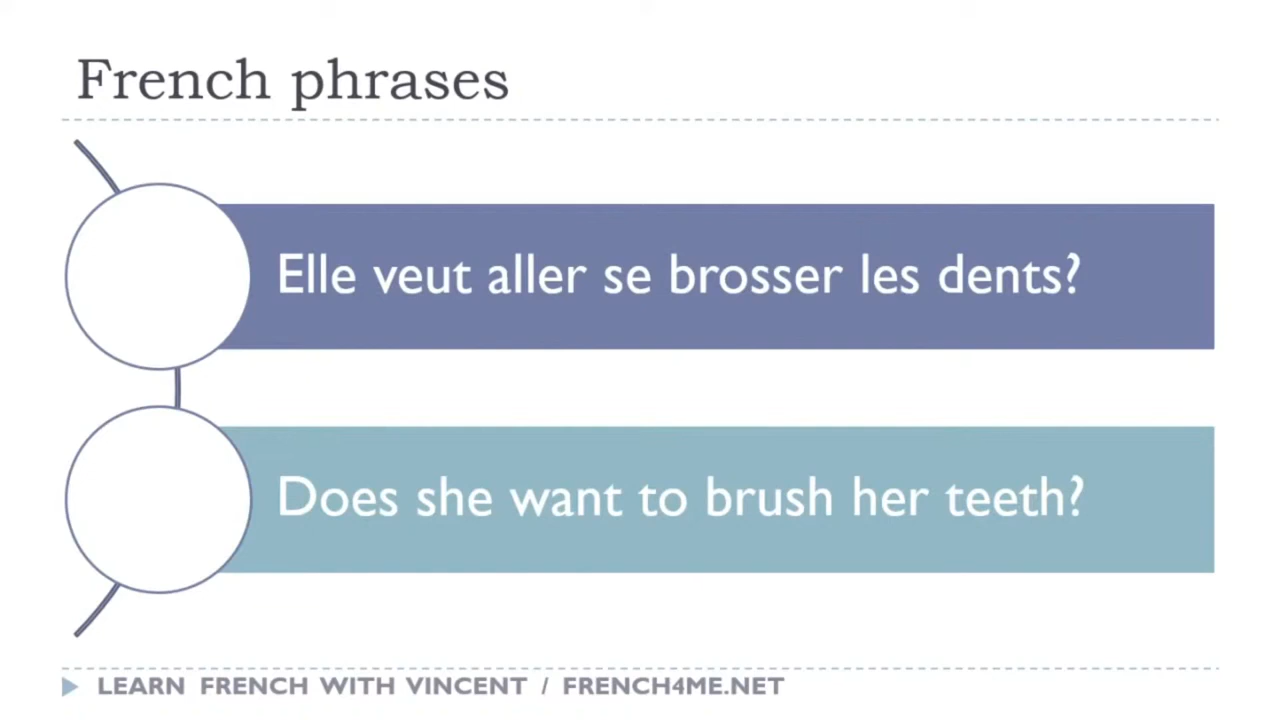 French phrases
Elle veut aller se brosser les dents?
Does she want to brush her teeth?
LEARN FRENCH WITH VINCENT / FRENCH4ME.NET